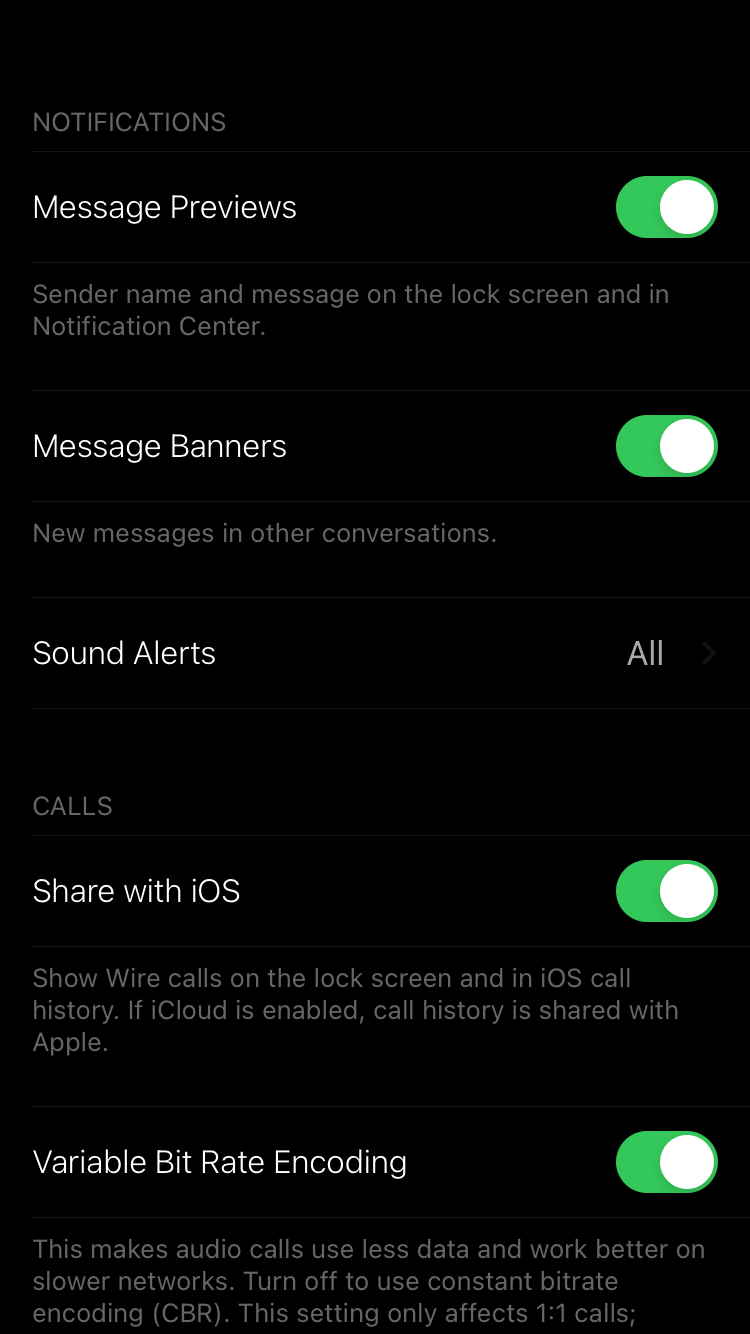 NOTIFICATIONS
Message Previews
Sender name and message on the lock screen and in
Notification Center.
Message Banners
New messages in other conversations.
Sound Alerts All
CALLS
Share with iOS
Show Wire calls on the lock screen and in iOS call
history. If iCloud is enabled, call history is shared with
Apple.
Variable Bit Rate Encoding
This makes audio calls use less data and work better on
slower networks. Turn off to use constant bitrate
encoding (CBR). This setting only affects 1:1 calls;